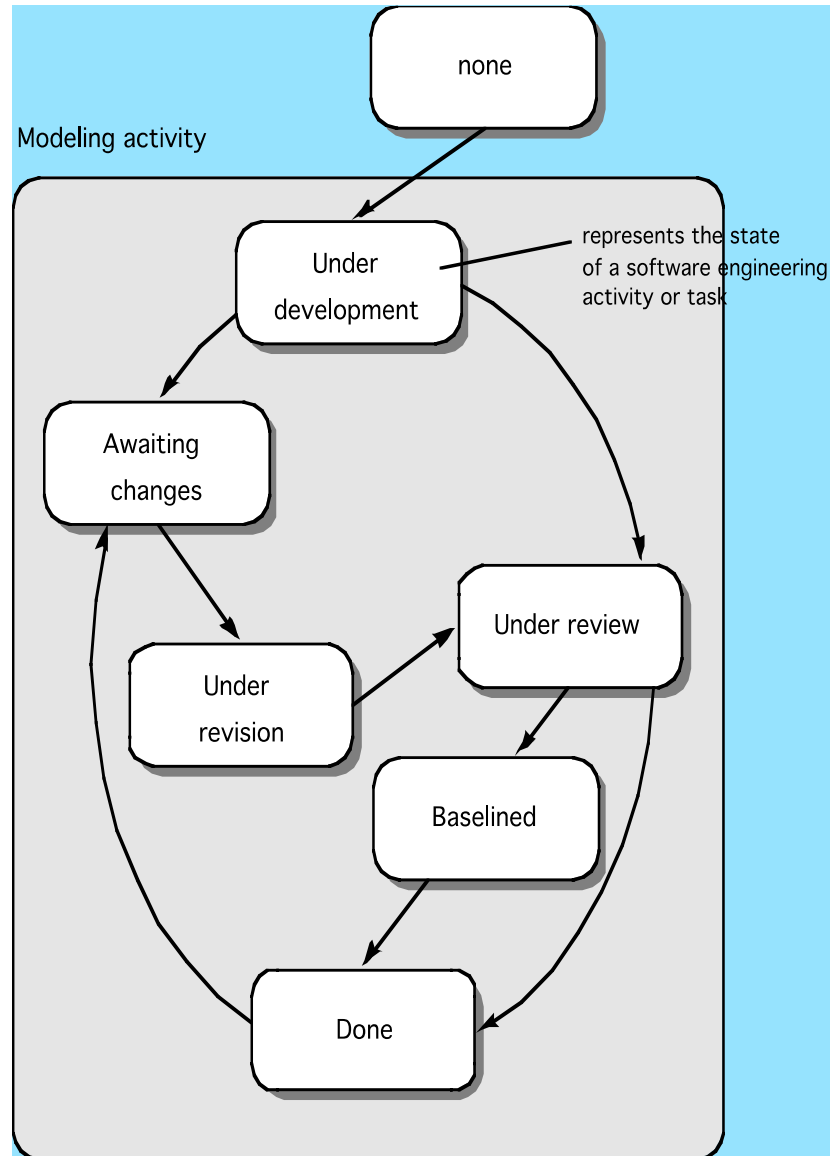 none
Modeling activity
Under
development
represents the state
of a software engineering
activity or task
Awaiting
changes
Under review
Under
revision
Baselined
Done